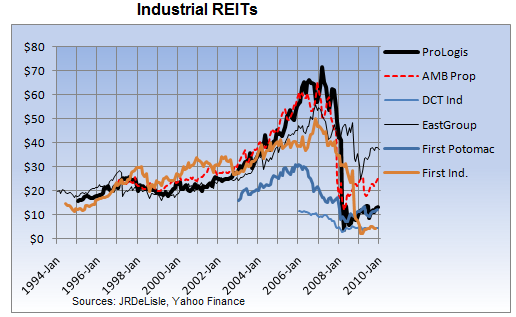 Industrial REITs
$80
$70
$60
$50
$40
$30
$20
$10
$0
1994-Jan
1996-Jan
1998-Jan
2000-Jan
2002-Jan
2004-Jan
2006-Jan
2008-Jan
2010-Jan
ProLogis
AMB Prop
DCT Ind
EastGroup
First Potomac
First Ind.
Sources: JRDeLisle, Yahoo Finance